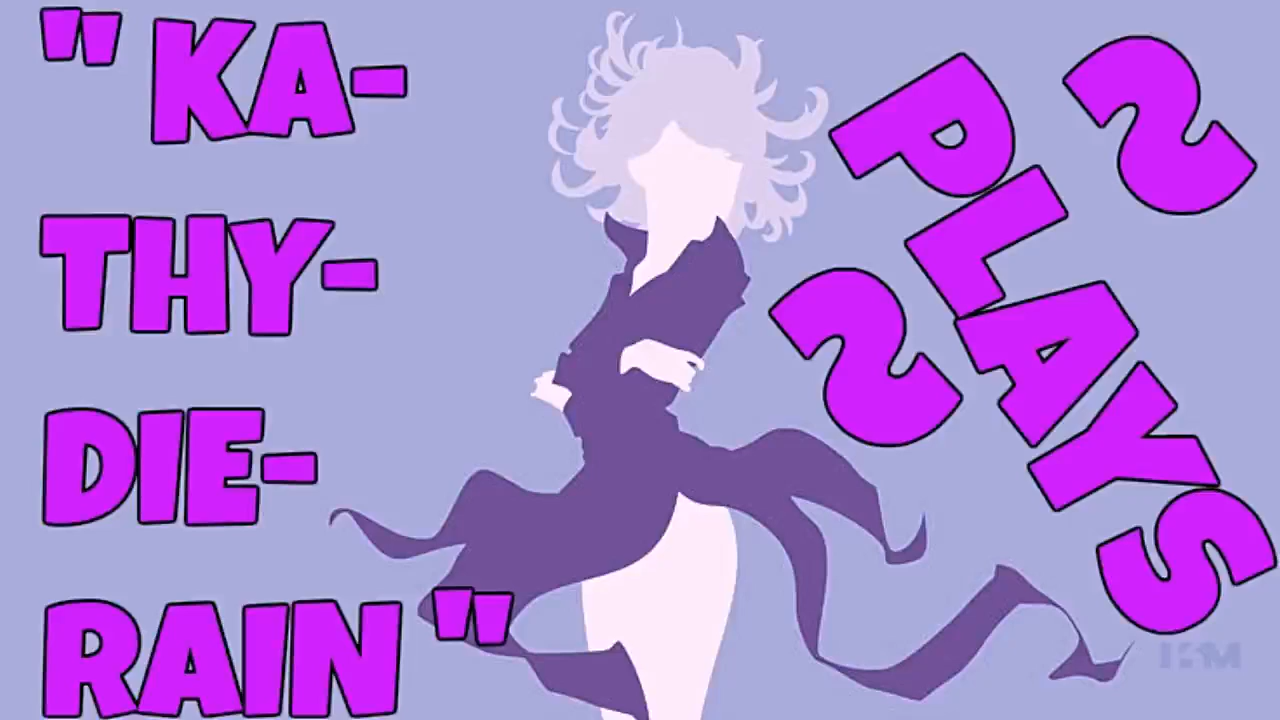 " KA-
THY-
DIE-
RAIN "
PLAYS